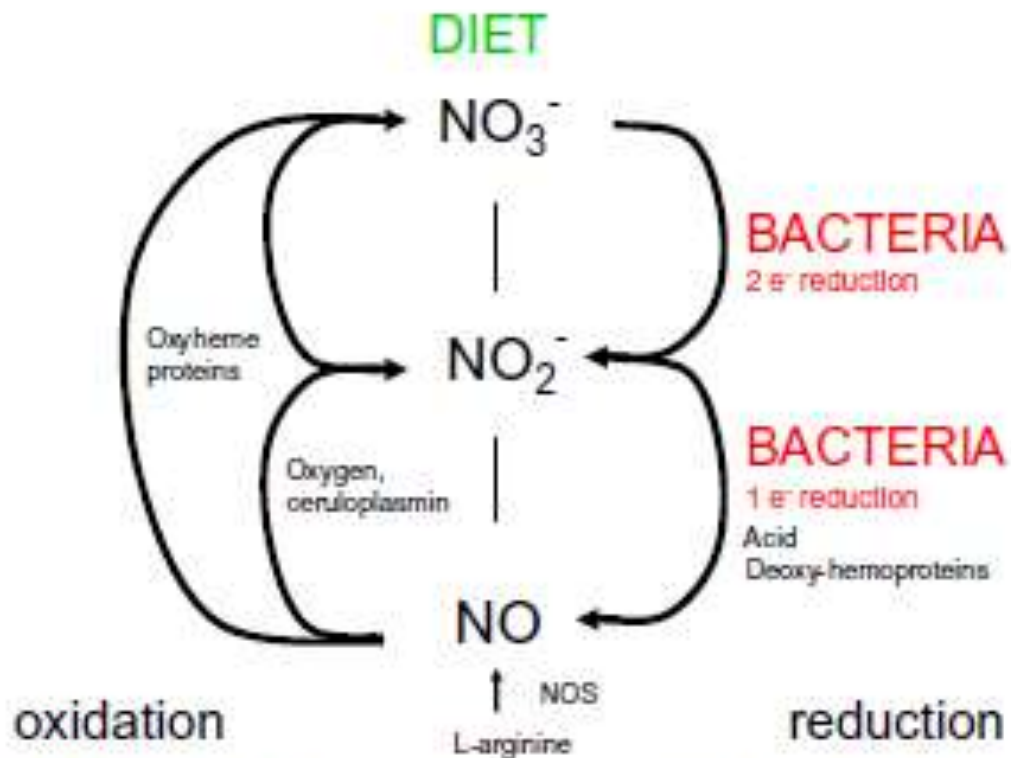 DIET
NO₃⁻
BACTERIA
2 e⁻ reduction
Oxyheme
proteins
NO₂⁻
Oxygen,
ceruloplasmin
BACTERIA
1 e⁻ reduction
Acid
Deoxy-hemoproteins
NO
NOS
L-arginine
oxidation
reduction